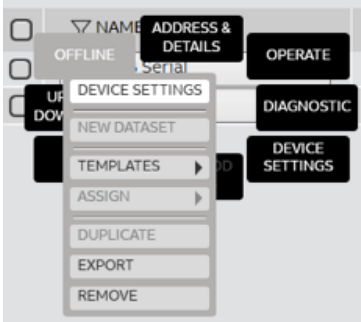 NAME
ADDRESS &
DETAILS
OFFLINE
OPERATE
Serial
DEVICE SETTINGS
DIAGNOSTIC
NEW DATASET
DEVICE
SETTINGS
TEMPLATES
ASSIGN
DUPLICATE
EXPORT
REMOVE